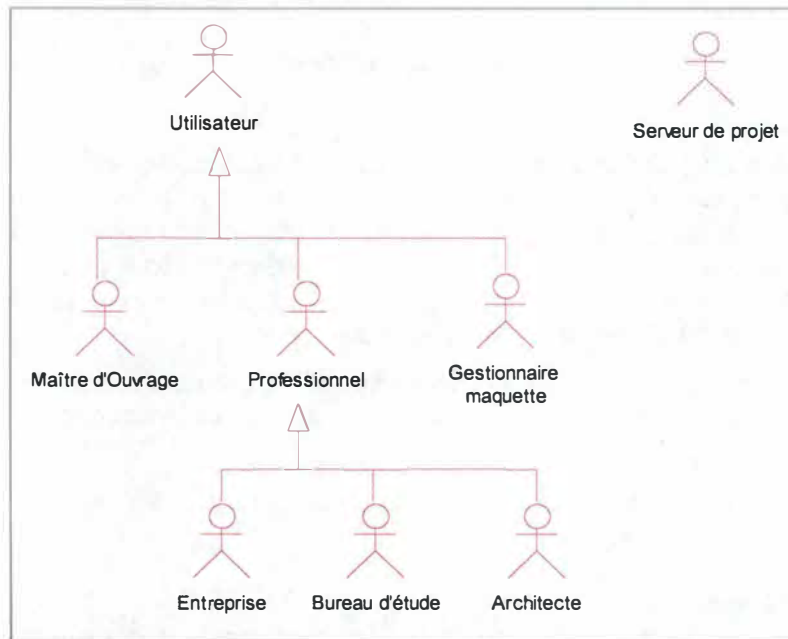 Utilisateur
Serveur de projet
Maître d'Ouvrage
Professionnel
Gestionnaire
maquette
Entreprise
Bureau d'étude
Architecte